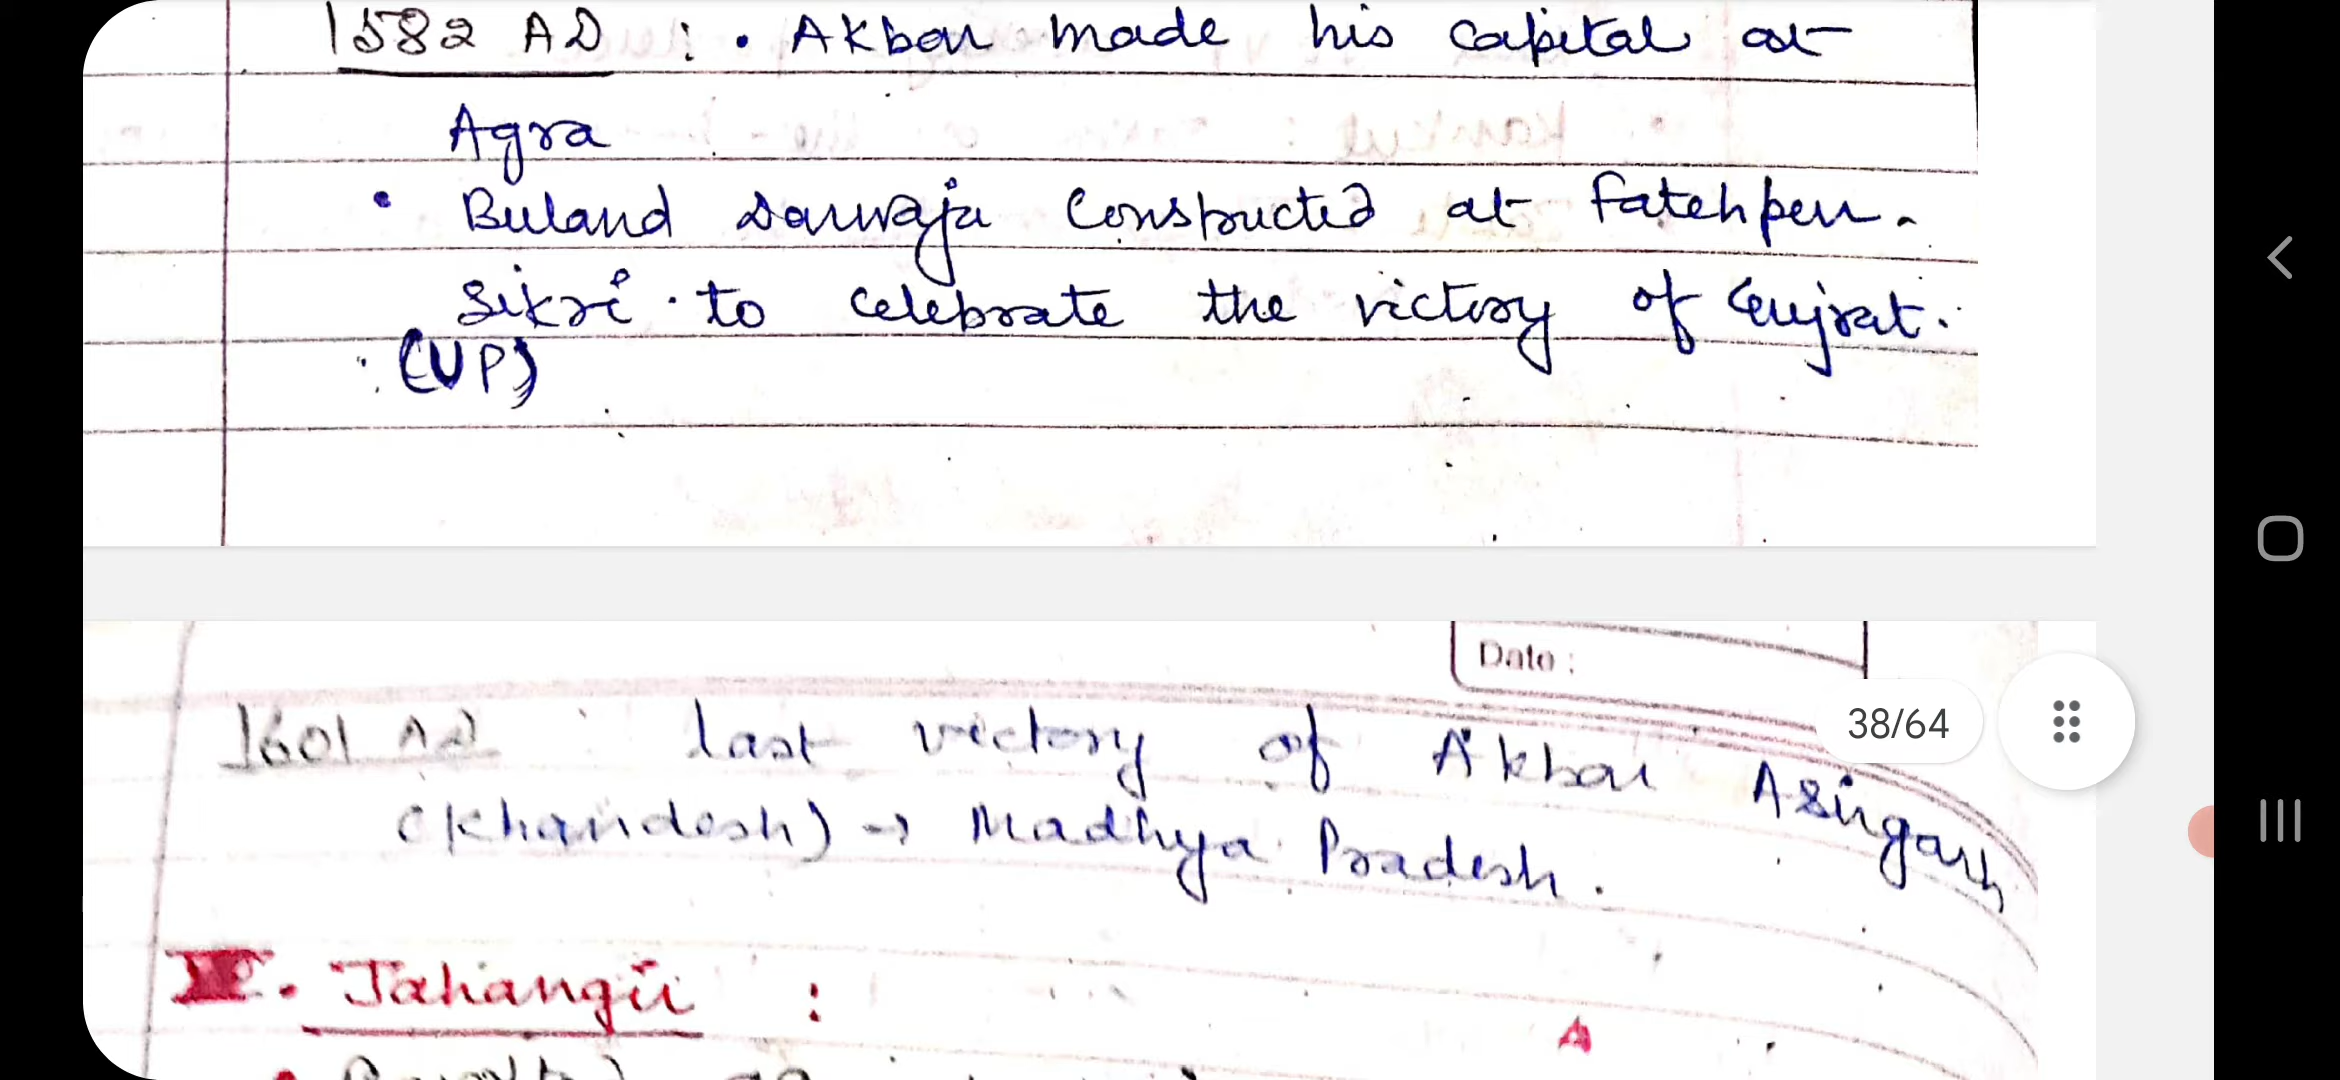 1582 AD : • Akbar made his capital at
Agra
• Buland Darwaja Constructed at Fatehpur-
Sikri to celebrate the victory of Gujrat.
(UP)
Date :
38/64
1601 AD : last victory of Akbar Asirgarh
(Khandesh) → Madhya Pradesh.
Jahangir :